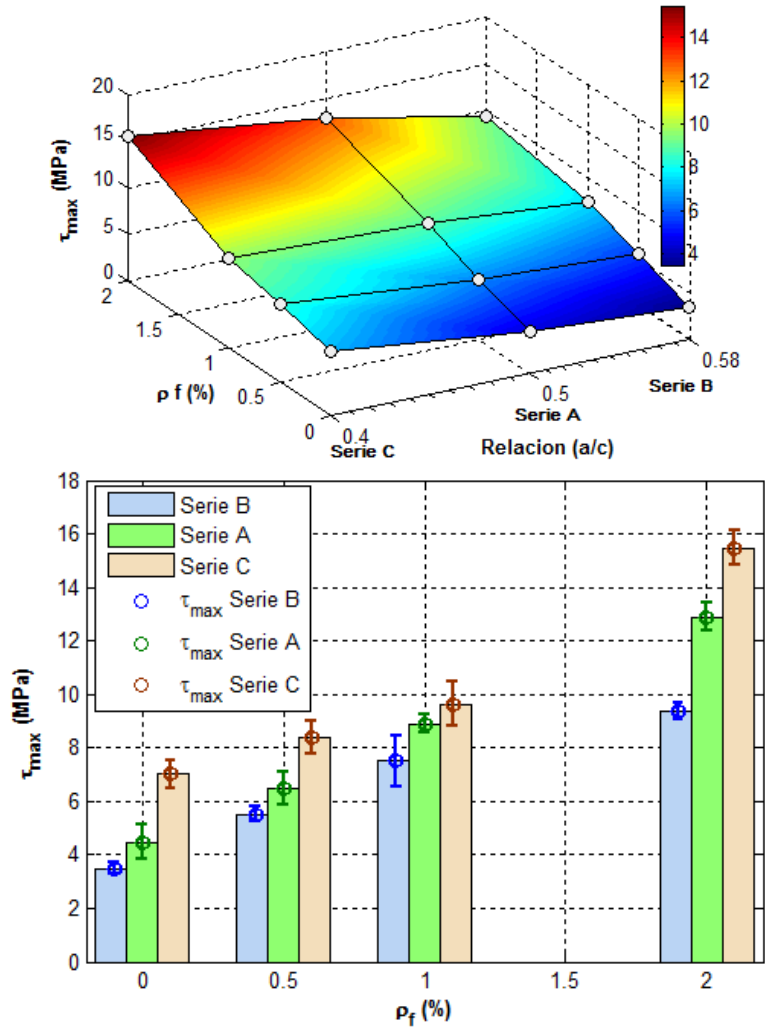 14
12
10
8
6
4
20
15
10
5
0
τmax (MPa)
2
1.5
1
0.5
0
ρ f (%)
0.4
0.5
0.58
Serie C
Serie A
Serie B
Relacion (a/c)
18
16
14
12
10
8
6
4
2
0
τmax (MPa)
Serie B
Serie A
Serie C
τmax Serie B
τmax Serie A
τmax Serie C
0 0.5 1 1.5 2
ρf (%)